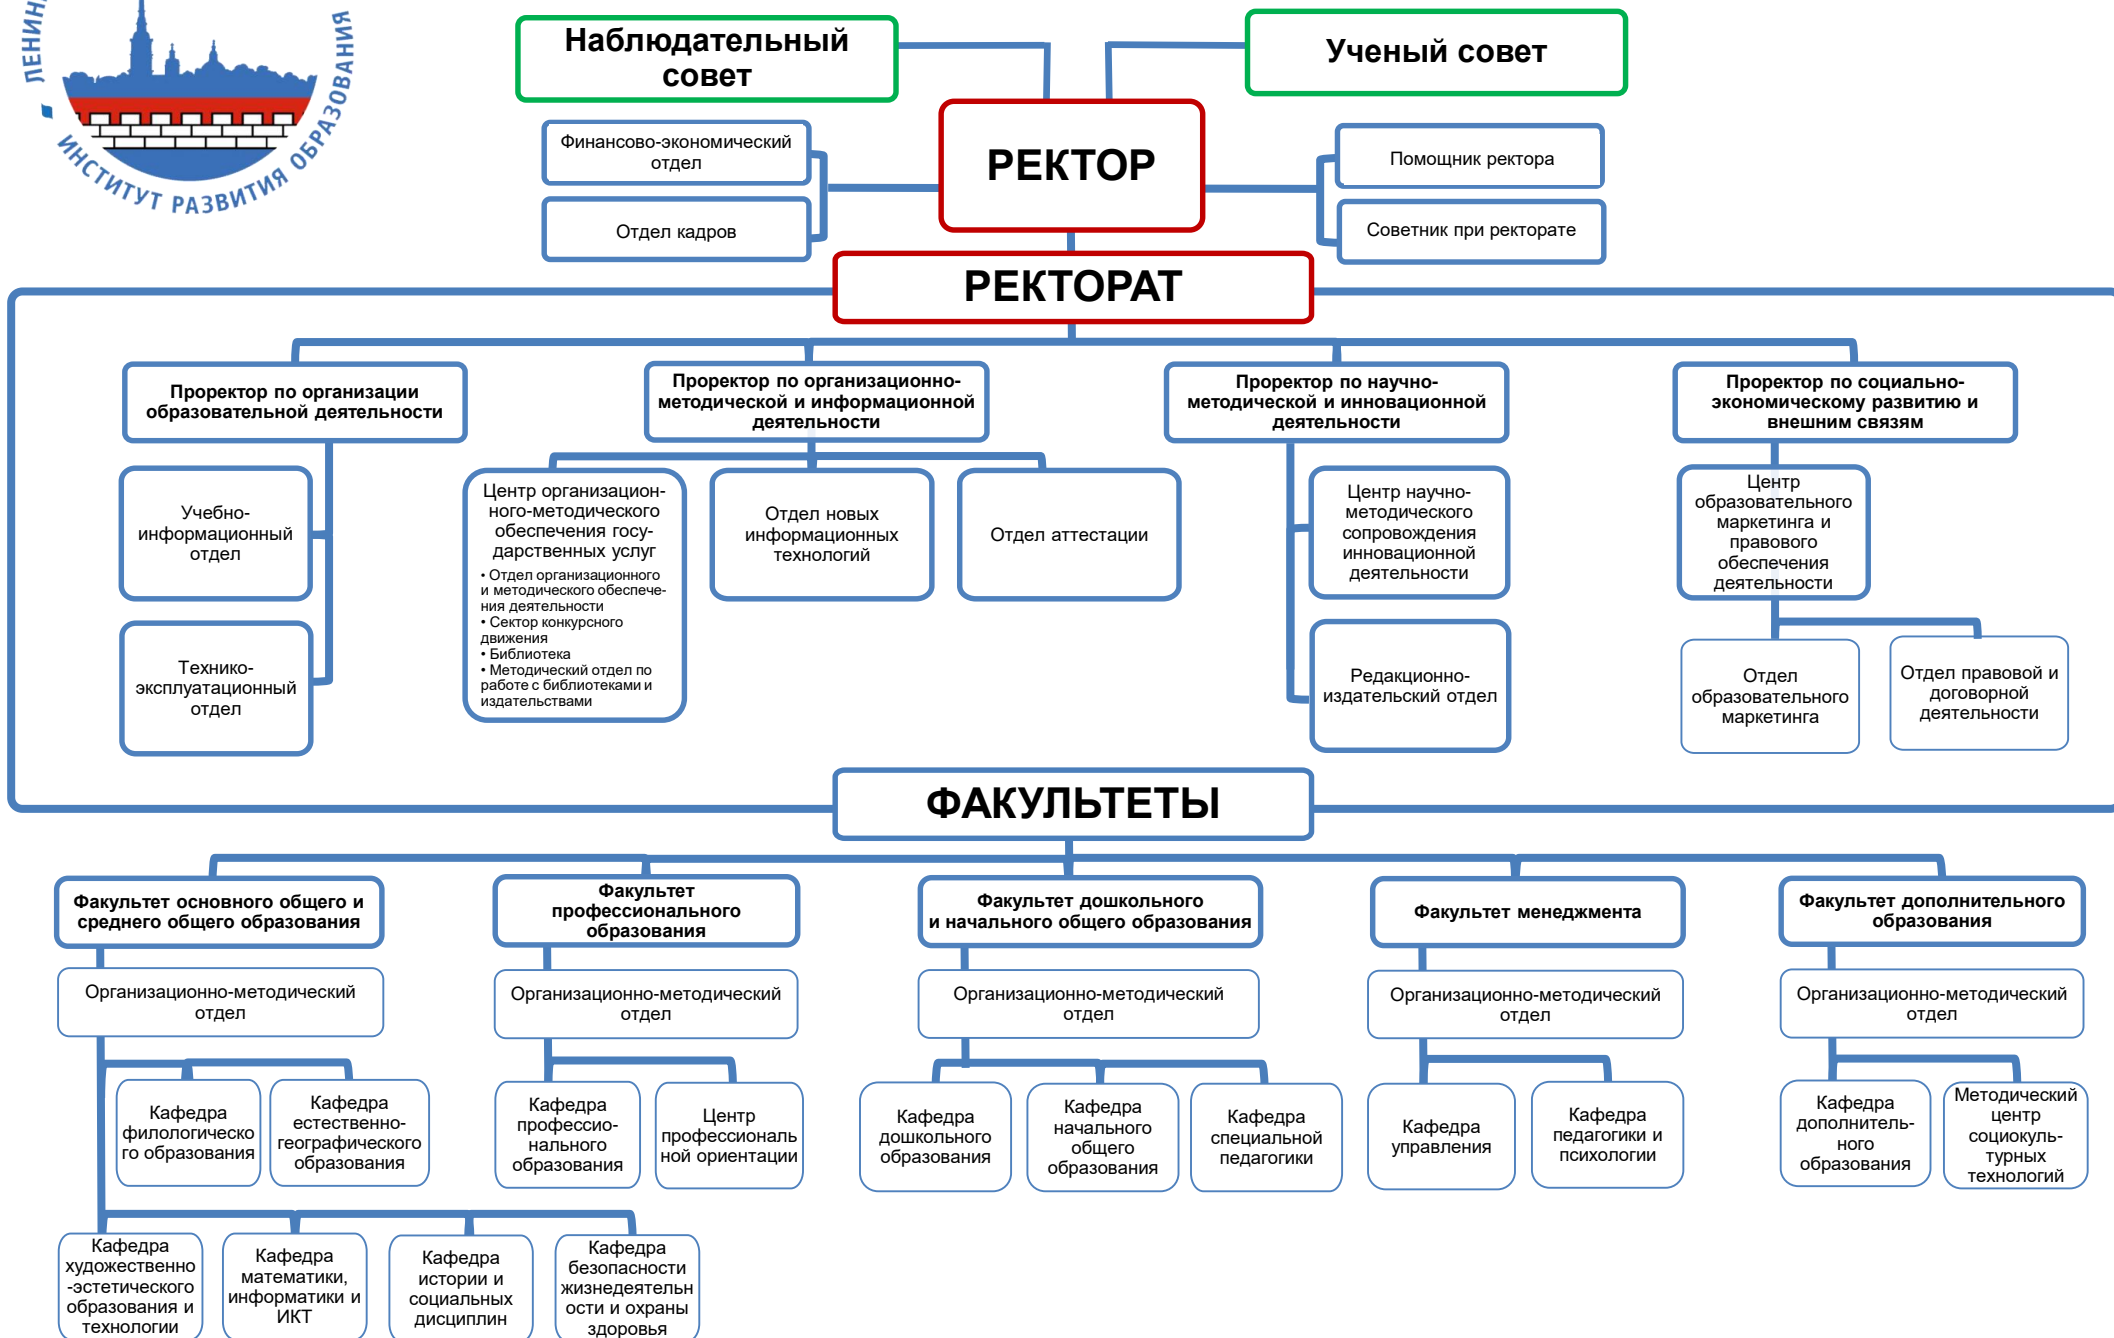 ЛЕНИН
ИНСТИТУТ РАЗВИТИЯ ОБРАЗОВАНИЯ
Наблюдательный
совет
Ученый совет
РЕКТОР
Финансово-экономический
отдел
Отдел кадров
Помощник ректора
Советник при ректорате
РЕКТОРАТ
Проректор по организации
образовательной деятельности
Проректор по организационно-
методической и информационной
деятельности
Проректор по научно-
методической и инновационной
деятельности
Проректор по социально-
экономическому развитию и
внешним связям
Учебно-
информационный
отдел
Технико-
эксплуатационный
отдел
Центр организацион-
ного-методического
обеспечения госу-
дарственных услуг
• Отдел организационного
и методического обеспече-
ния деятельности
• Сектор конкурсного
движения
• Библиотека
• Методический отдел по
работе с библиотеками и
издательствами
Отдел новых
информационных
технологий
Отдел аттестации
Центр научно-
методического
сопровождения
инновационной
деятельности
Редакционно-
издательский отдел
Центр
образовательного
маркетинга и
правового
обеспечения
деятельности
Отдел
образовательного
маркетинга
Отдел правовой и
договорной
деятельности
ФАКУЛЬТЕТЫ
Факультет основного общего и
среднего общего образования
Факультет
профессионального
образования
Факультет дошкольного
и начального общего образования
Факультет менеджмента
Факультет дополнительного
образования
Организационно-методический
отдел
Организационно-методический
отдел
Организационно-методический
отдел
Организационно-методический
отдел
Организационно-методический
отдел
Кафедра
филологическо
го образования
Кафедра
естественно-
географического
образования
Кафедра
профессио-
нального
образования
Центр
профессиональ
ной ориентации
Кафедра
дошкольного
образования
Кафедра
начального
общего
образования
Кафедра
специальной
педагогики
Кафедра
управления
Кафедра
педагогики и
психологии
Кафедра
дополнитель-
ного
образования
Методический
центр
социокуль-
турных
технологий
Кафедра
художественно
-эстетического
образования и
технологии
Кафедра
математики,
информатики и
ИКТ
Кафедра
истории и
социальных
дисциплин
Кафедра
безопасности
жизнедеятельн
ости и охраны
здоровья